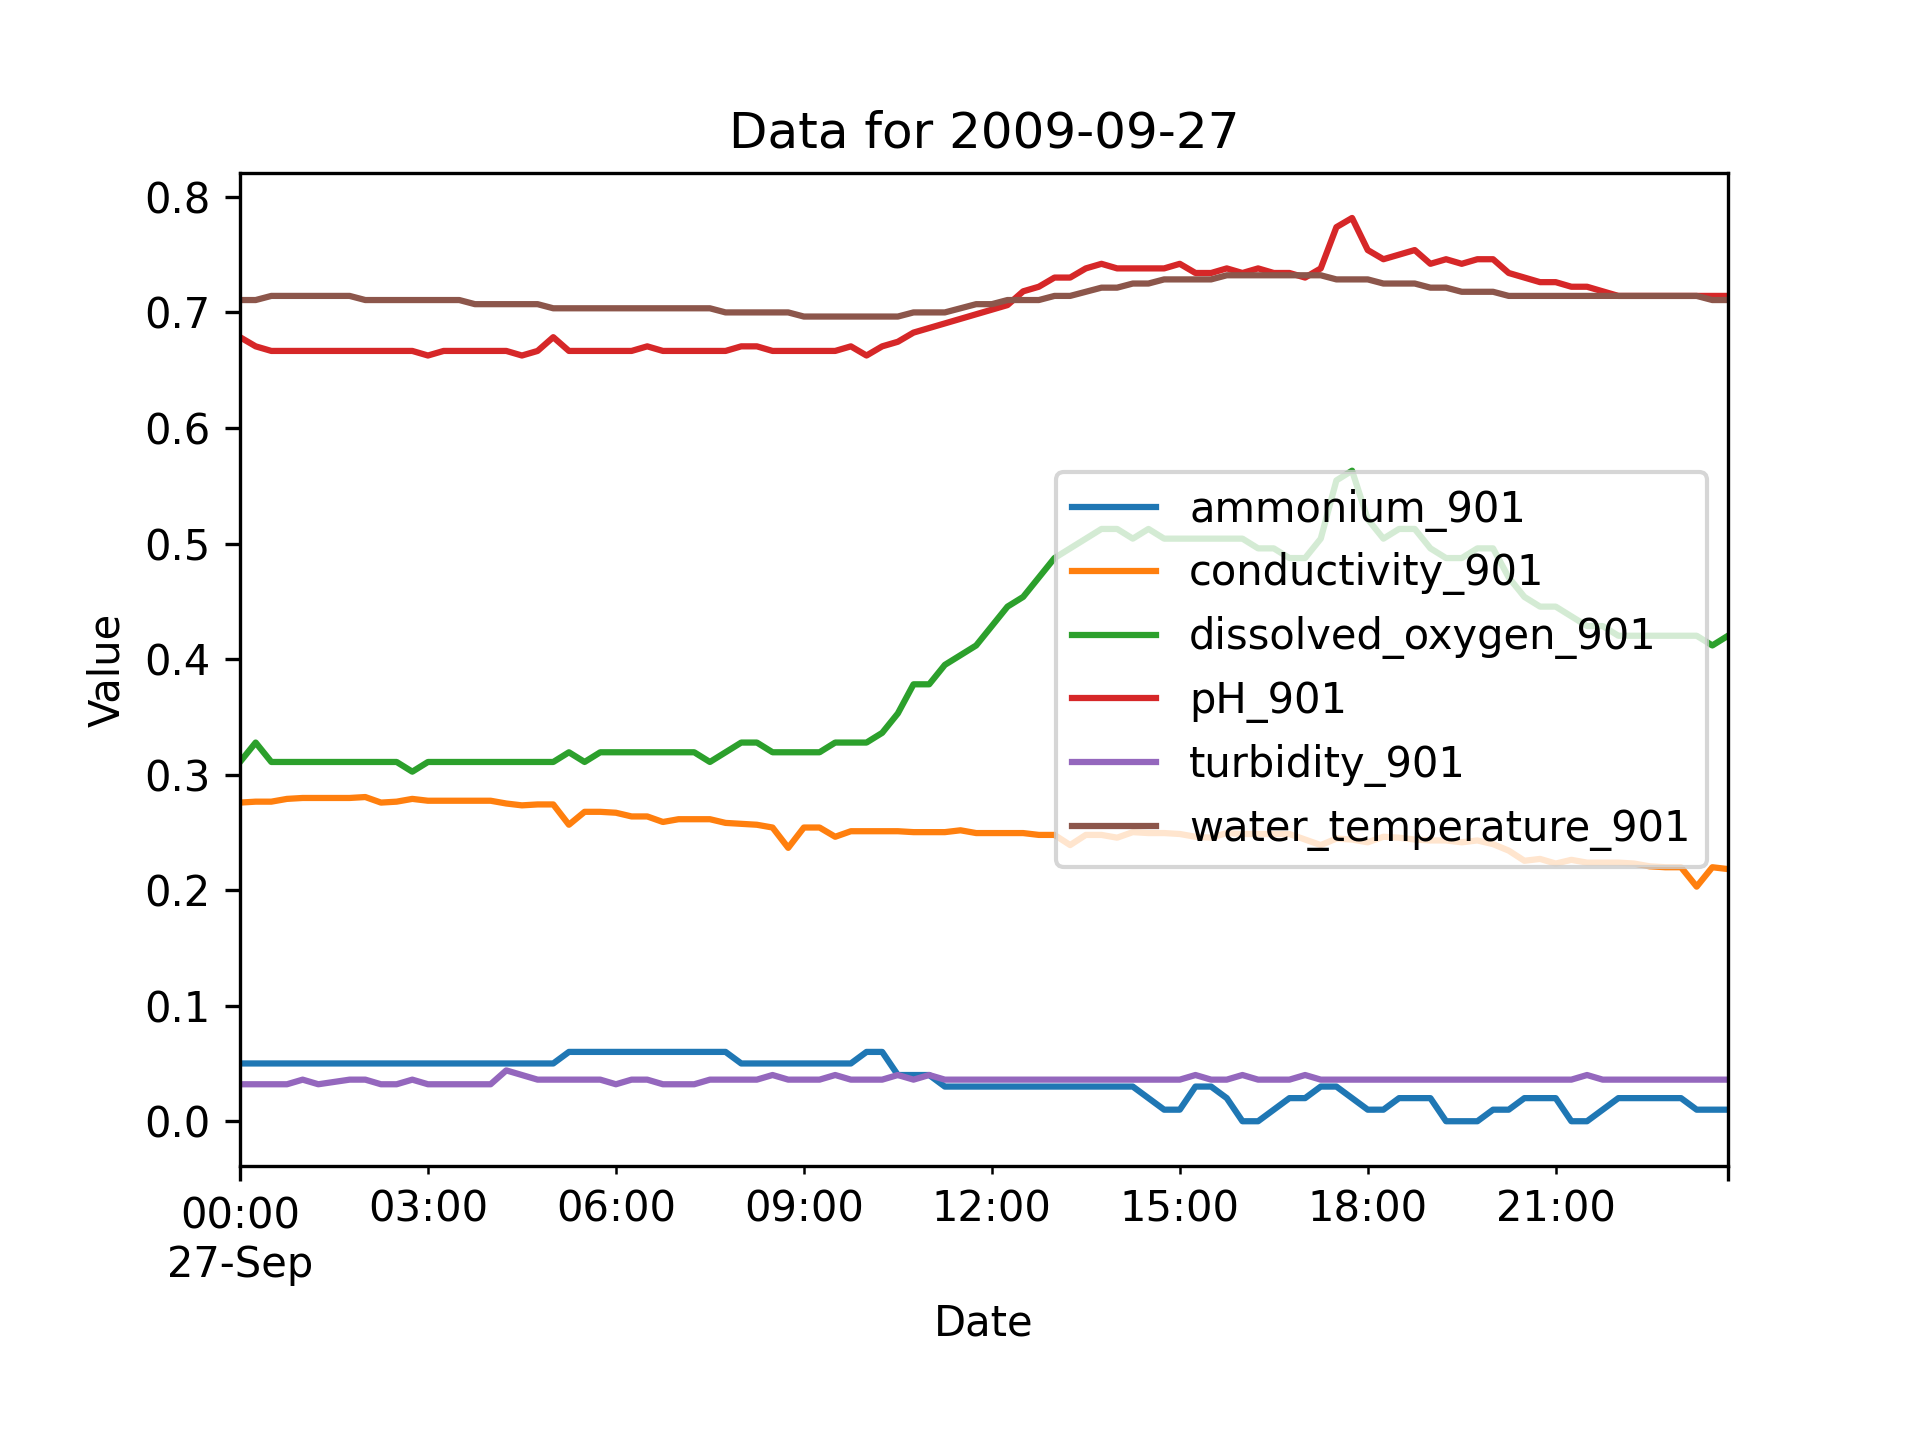 Data for 2009-09-27
0.8
0.7
0.6
0.5
0.4
0.3
0.2
0.1
0.0
Value
ammonium_901
conductivity_901
dissolved_oxygen_901
pH_901
turbidity_901
water_temperature_901
00:00 03:00 06:00 09:00 12:00 15:00 18:00 21:00
27-Sep
Date